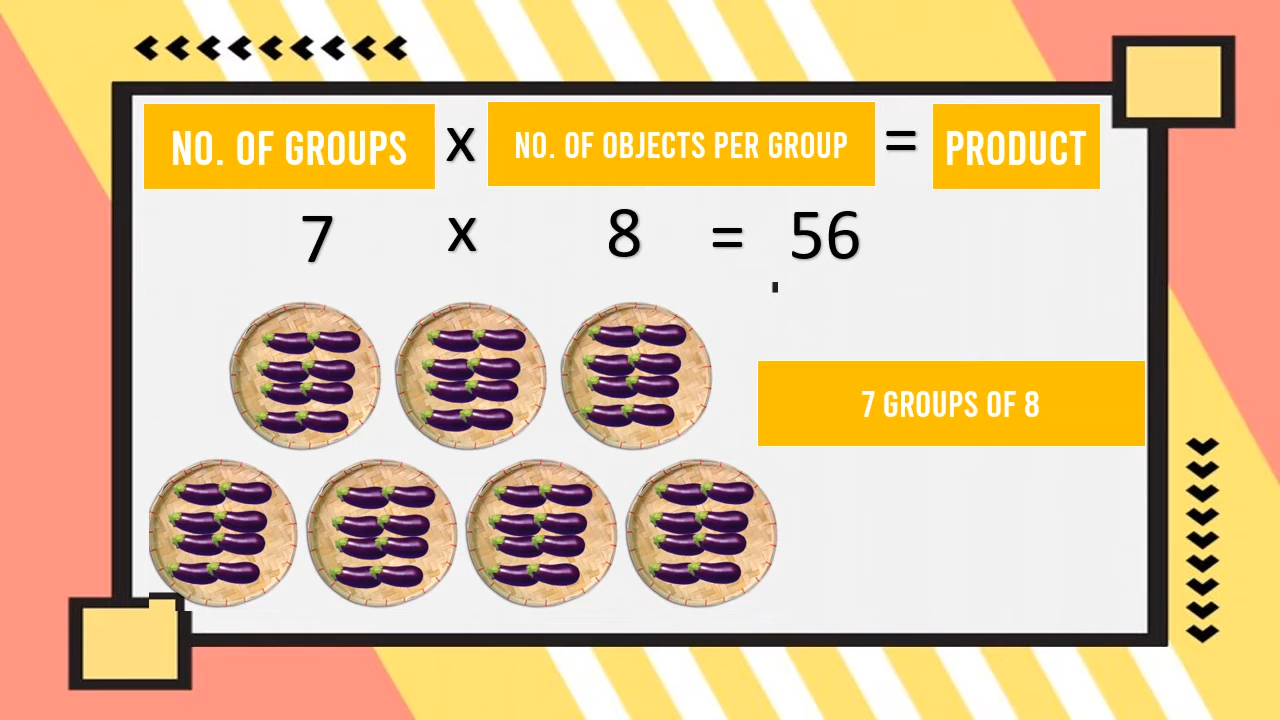 NO. OF GROUPS x NO. OF OBJECTS PER GROUP = PRODUCT
7 x 8 = 56
7 GROUPS OF 8